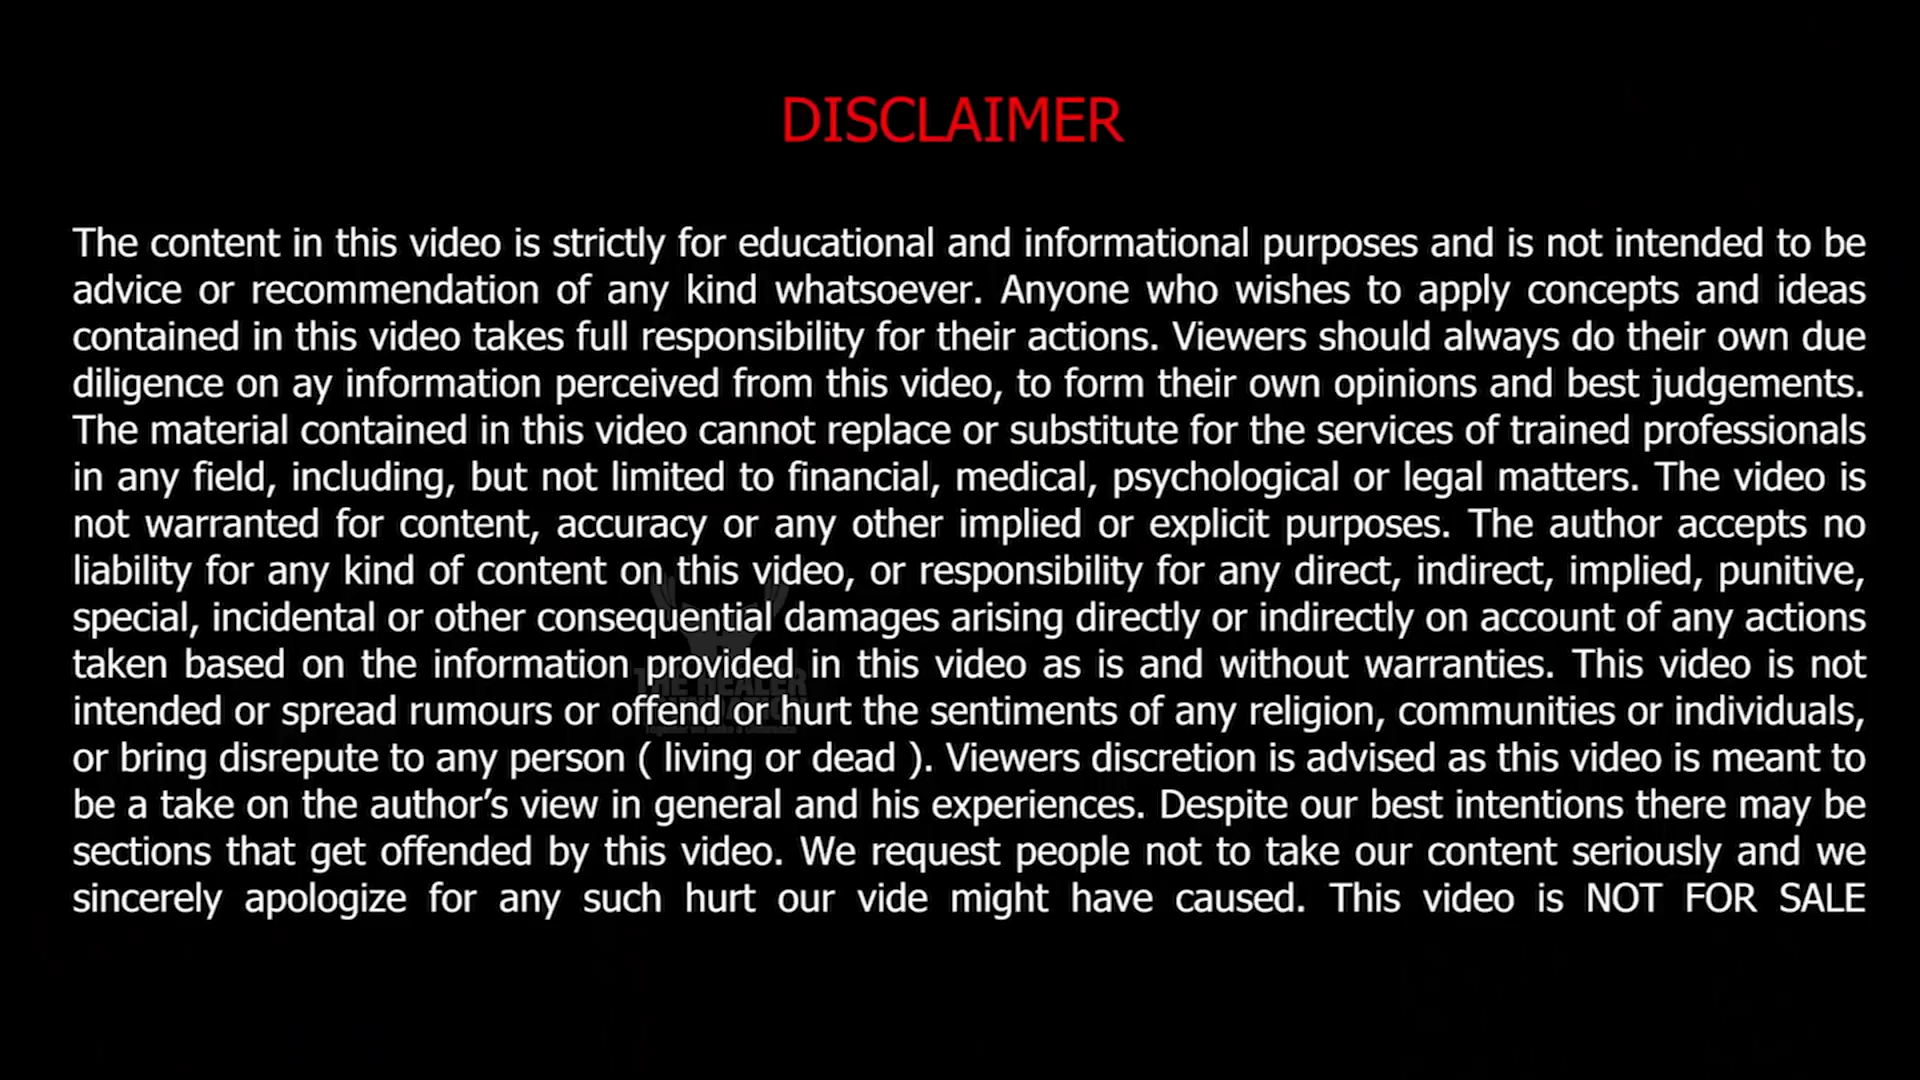 DISCLAIMER
The content in this video is strictly for educational and informational purposes and is not intended to be
advice or recommendation of any kind whatsoever. Anyone who wishes to apply concepts and ideas
contained in this video takes full responsibility for their actions. Viewers should always do their own due
diligence on ay information perceived from this video, to form their own opinions and best judgements.
The material contained in this video cannot replace or substitute for the services of trained professionals
in any field, including, but not limited to financial, medical, psychological or legal matters. The video is
not warranted for content, accuracy or any other implied or explicit purposes. The author accepts no
liability for any kind of content on this video, or responsibility for any direct, indirect, implied, punitive,
special, incidental or other consequential damages arising directly or indirectly on account of any actions
taken based on the information provided in this video as is and without warranties. This video is not
intended or spread rumours or offend or hurt the sentiments of any religion, communities or individuals,
or bring disrepute to any person ( living or dead ). Viewers discretion is advised as this video is meant to
be a take on the author’s view in general and his experiences. Despite our best intentions there may be
sections that get offended by this video. We request people not to take our content seriously and we
sincerely apologize for any such hurt our vide might have caused. This video is NOT FOR SALE
THE HEALER